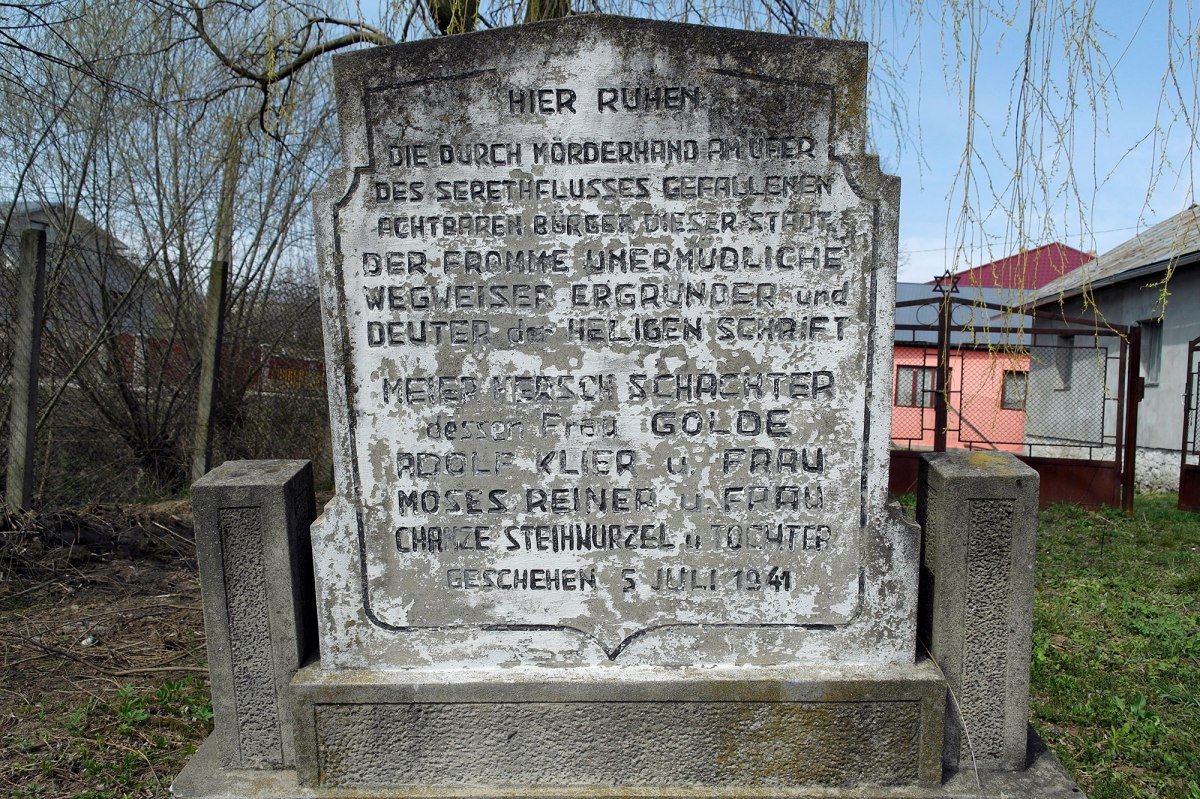 HIER RUHEN
DIE DURCH MÖRDERHAND AM UFER
DES SERETHFLUSSES GEFALLENEN
ACHTBAREN BÜRGER DIESER STADT.
DER FROMME UNERMÜDLICHE
WEGWEISER ERGRÜNDER und
DEUTER der HEILIGEN SCHRIFT
MEIER HERSCH SCHACHTER
dessen Frau GOLDE
ADOLF KLIER u. FRAU
MOSES REINER u. FRAU
CHANZE STEIHNURZEL u. TOCHTER
GESCHEHEN 5 JULI 1941